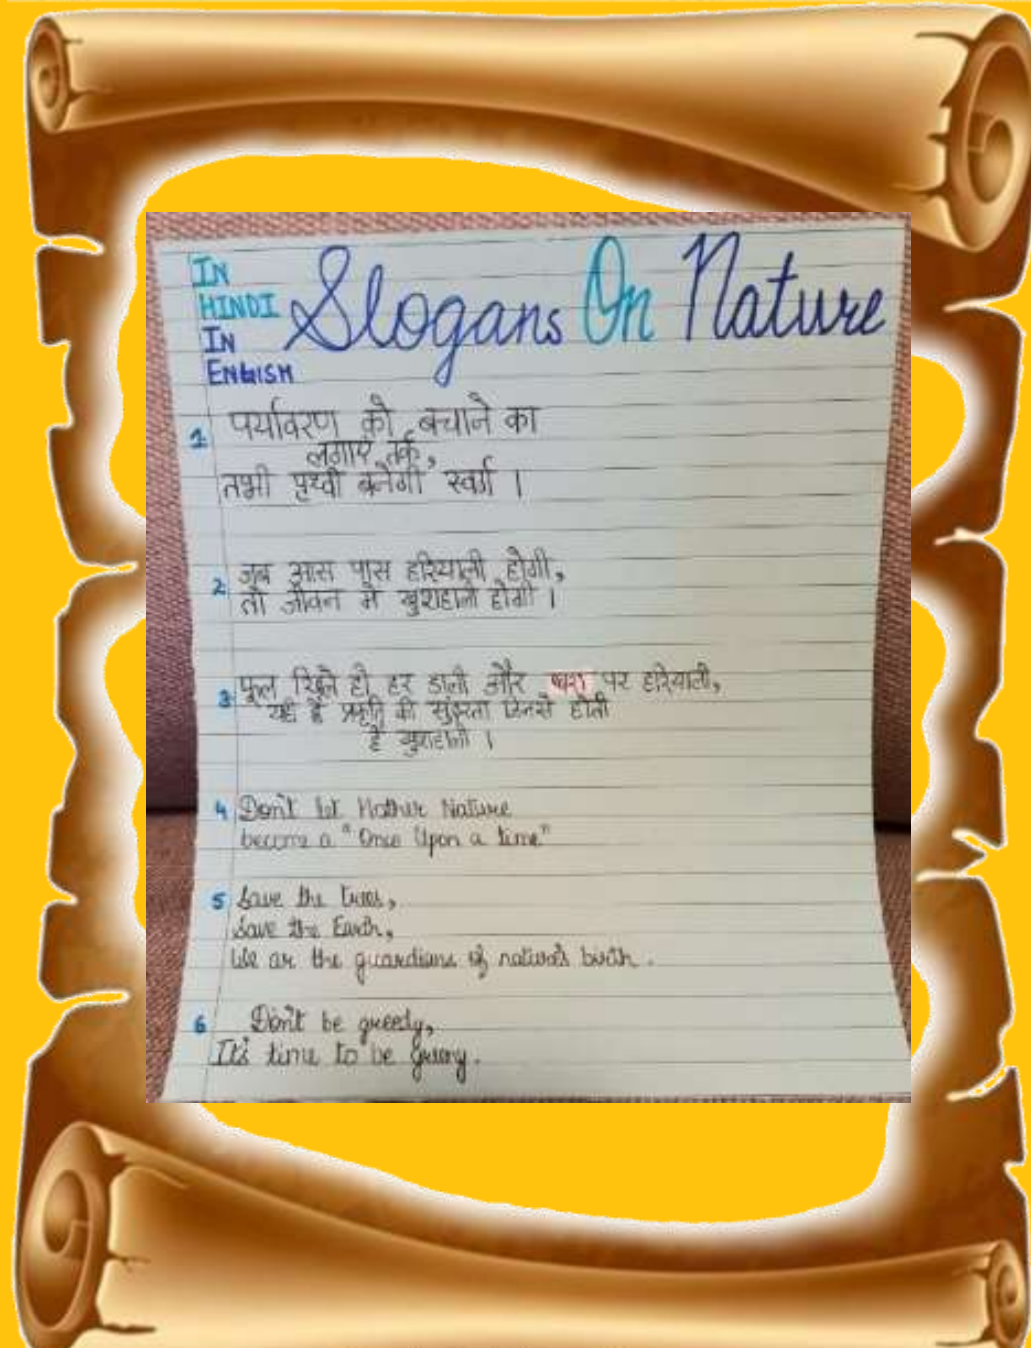 IN
HINDI
IN
ENGLISH
Slogans On Nature
1. पर्यावरण को बचाने का
लगाए तर्क,
तभी पृथ्वी बनेगी स्वर्ग ।
2. जब आस पास हरियाली होगी,
तो जीवन में खुशहाली होगी ।
3. फूल खिले हो हर डाली और धरा पर हरियाली,
यही है प्रकृति की सुंदरता जिनसे होती
है खुशहाली ।
4 Don't let Mother Nature
become a "Once Upon a time"
5 Save the trees,
Save the Earth,
We are the guardians of nature's birth.
6 Don't be greedy,
It's time to be greeny.